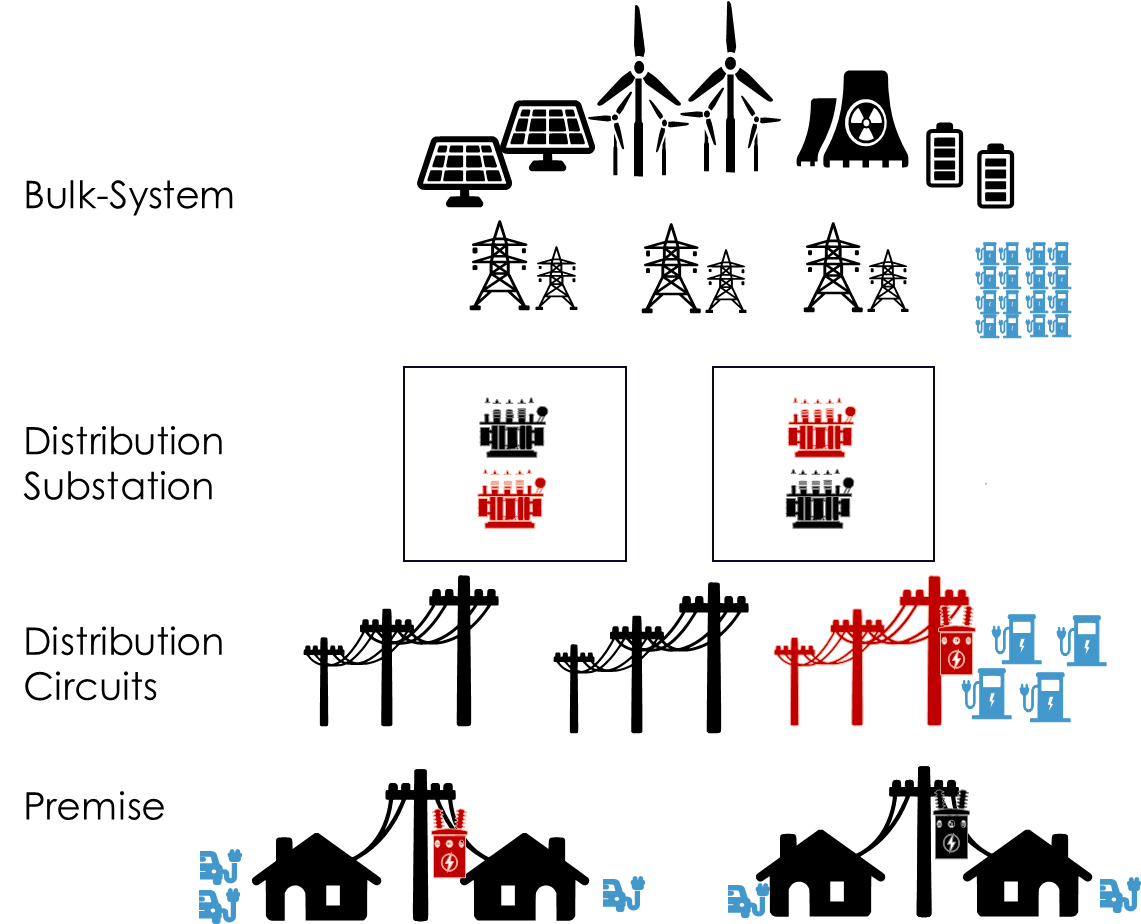 Bulk-System
Distribution
Substation
Distribution
Circuits
Premise